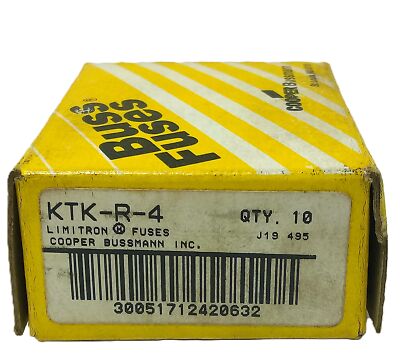 Buss®
Fuses
COOPER Bussmann
KTK-R-4 QTY. 10
LIMITRON ® FUSES J19 495
COOPER BUSSMANN INC.
30051712420632